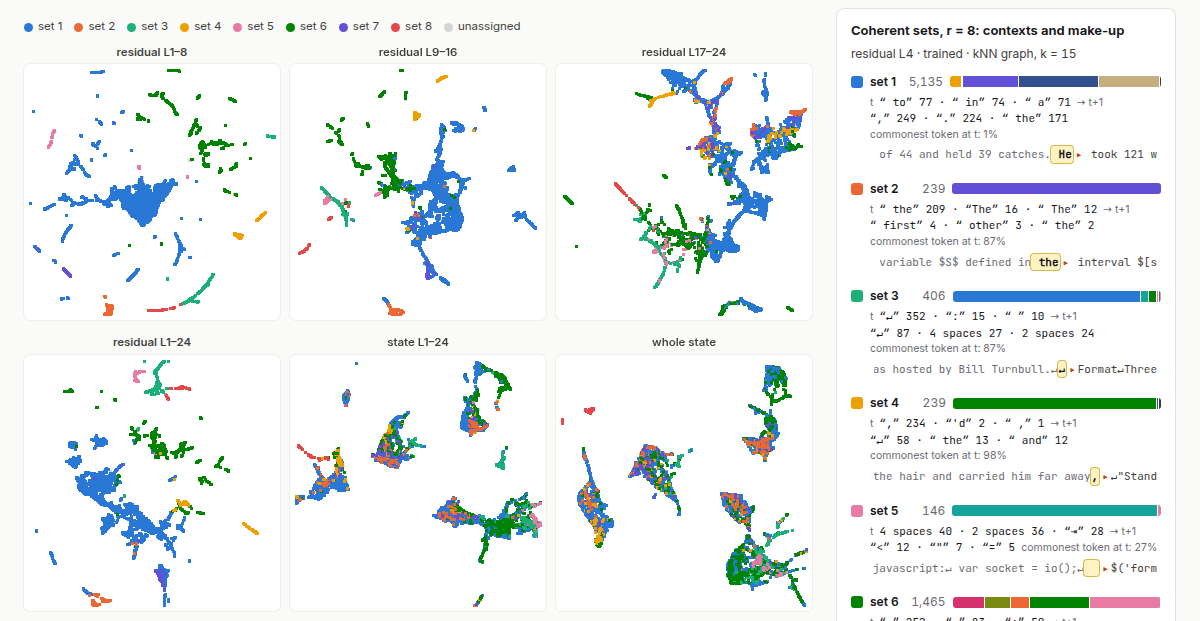 set 1 set 2 set 3 set 4 set 5 set 6 set 7 set 8 unassigned
residual L1–8 residual L9–16 residual L17–24
residual L1–24 state L1–24 whole state
Coherent sets, r = 8: contexts and make-up
residual L4 · trained · kNN graph, k = 15
set 1 5,135
t “ to” 77 · “ in” 74 · “ a” 71 → t+1
“,” 249 · “.” 224 · “ the” 171
commonest token at t: 1%
of 44 and held 39 catches. He ▸ took 121 w
set 2 239
t “ the” 209 · “The” 16 · “ The” 12 → t+1
“ first” 4 · “ other” 3 · “ the” 2
commonest token at t: 87%
variable $S$ defined in the ▸ interval $[s
set 3 406
t “↵” 352 · “:” 15 · “ ” 10 → t+1
“↵” 87 · 4 spaces 27 · 2 spaces 24
commonest token at t: 87%
as hosted by Bill Turnbull.↵↵ ▸ Format↵Three
set 4 239
t “,” 234 · “'d” 2 · “ ,” 1 → t+1
“↵” 58 · “ the” 13 · “ and” 12
commonest token at t: 98%
the hair and carried him far away, ▸ ↵"Stand
set 5 146
t 4 spaces 40 · 2 spaces 36 · “⇥” 28 → t+1
“<” 12 · “"” 7 · “=” 5 commonest token at t: 27%
javascript:↵ var socket = io();↵ ▸ $('form
set 6 1,465